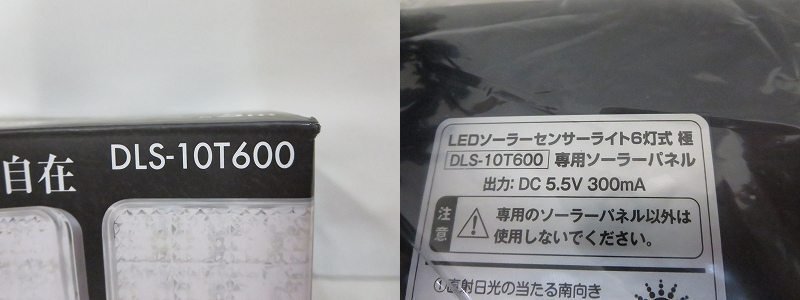 自在 DLS-10T600
LEDソーラーセンサーライト6灯式 極
DLS-10T600 専用ソーラーパネル
出力: DC 5.5V 300mA
注意
専用のソーラーパネル以外は
使用しないでください。
①直射日光の当たる南向き